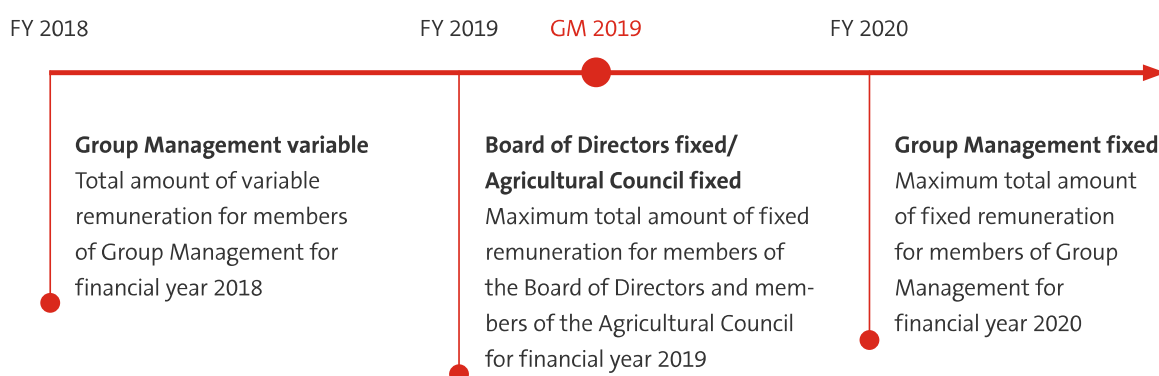 FY 2018
FY 2019
GM 2019
FY 2020
Group Management variable
Total amount of variable
remuneration for members
of Group Management for
financial year 2018
Board of Directors fixed/
Agricultural Council fixed
Maximum total amount of fixed
remuneration for members of
the Board of Directors and mem-
bers of the Agricultural Council
for financial year 2019
Group Management fixed
Maximum total amount
of fixed remuneration
for members of Group
Management for
financial year 2020